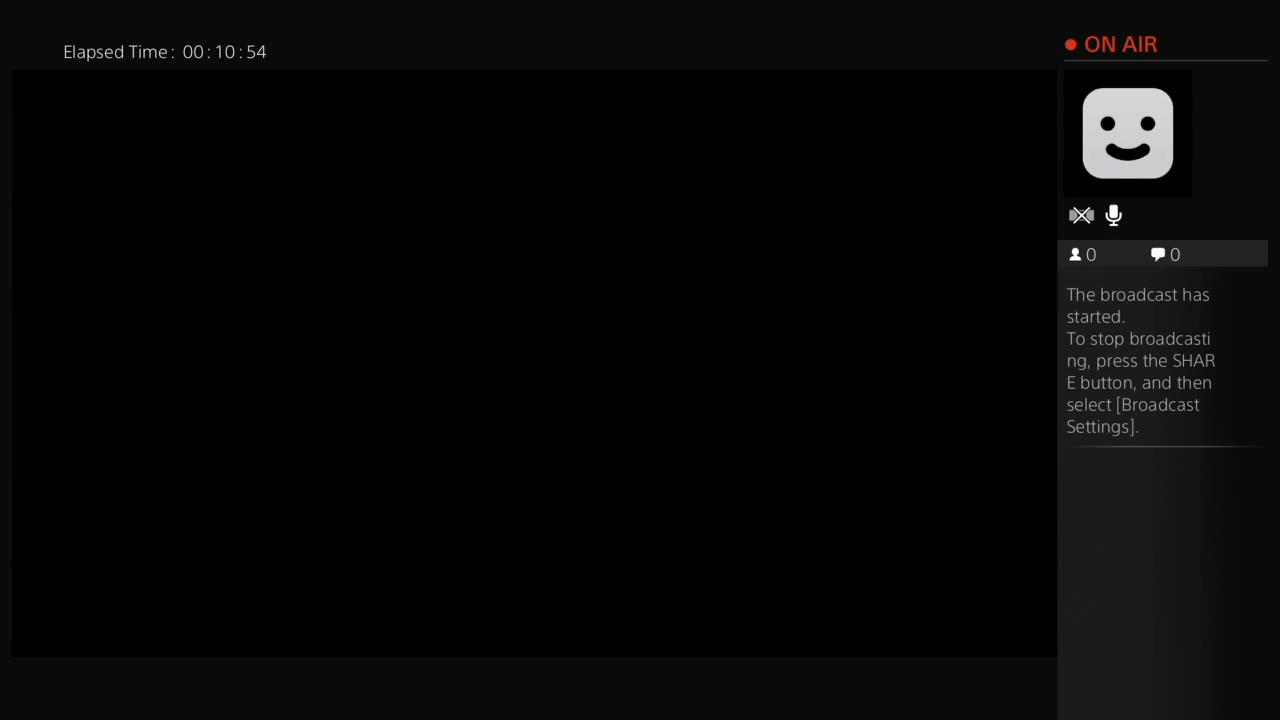 Elapsed Time: 00:10:54
ON AIR
0 0
The broadcast has
started.
To stop broadcasti
ng, press the SHAR
E button, and then
select [Broadcast
Settings].